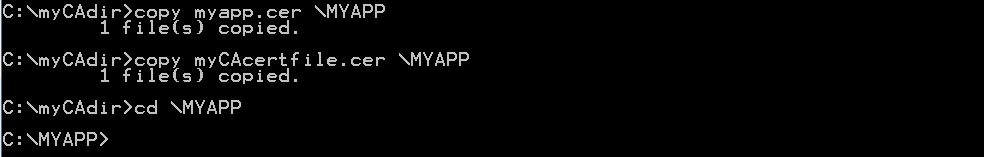 C:\myCAdir>copy myapp.cer \MYAPP
        1 file(s) copied.
C:\myCAdir>copy myCAcertfile.cer \MYAPP
        1 file(s) copied.
C:\myCAdir>cd \MYAPP
C:\MYAPP>